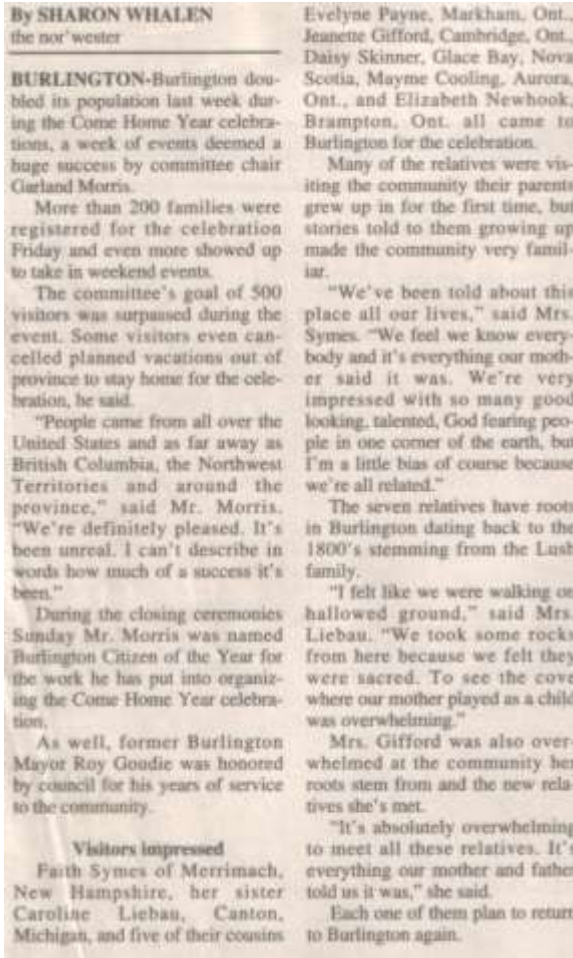 By SHARON WHALEN
the nor'wester
BURLINGTON-Burlington dou-
bled its population last week dur-
ing the Come Home Year celebra-
tions, a week of events deemed a
huge success by committee chair
Garland Morris.
More than 200 families were
registered for the celebration
Friday and even more showed up
to take in weekend events.
The committee's goal of 500
visitors was surpassed during the
event. Some visitors even can-
celled planned vacations out of
province to stay home for the cele-
bration, he said.
"People came from all over the
United States and as far away as
British Columbia, the Northwest
Territories and around the
province," said Mr. Morris.
"We're definitely pleased. It's
been unreal. I can't describe in
words how much of a success it's
been."
During the closing ceremonies
Sunday Mr. Morris was named
Burlington Citizen of the Year for
the work he has put into organiz-
ing the Come Home Year celebra-
tion.
As well, former Burlington
Mayor Roy Goudie was honored
by council for his years of service
to the community.
Visitors impressed
Faith Symes of Merrimach,
New Hampshire, her sister
Caroline Liebau, Canton,
Michigan, and five of their cousins
Evelyne Payne, Markham, Ont.,
Jeanette Gifford, Cambridge, Ont.,
Daisy Skinner, Glace Bay, Nova
Scotia, Mayme Cooling, Aurora,
Ont., and Elizabeth Newhook,
Brampton, Ont. all came to
Burlington for the celebration.
Many of the relatives were vis-
iting the community their parents
grew up in for the first time, but
stories told to them growing up
made the community very famil-
iar.
"We've been told about this
place all our lives," said Mrs.
Symes. "We feel we know every-
body and it's everything our moth-
er said it was. We're very
impressed with so many good
looking, talented, God fearing peo-
ple in one corner of the earth, but
I'm a little bias of course because
we're all related."
The seven relatives have roots
in Burlington dating back to the
1800's stemming from the Lush
family.
"I felt like we were walking on
hallowed ground," said Mrs.
Liebau. "We took some rocks
from here because we felt they
were sacred. To see the cove
where our mother played as a child
was overwhelming."
Mrs. Gifford was also over-
whelmed at the community her
roots stem from and the new rela-
tives she's met.
"It's absolutely overwhelming
to meet all these relatives. It's
everything our mother and father
told us it was," she said.
Each one of them plan to return
to Burlington again.